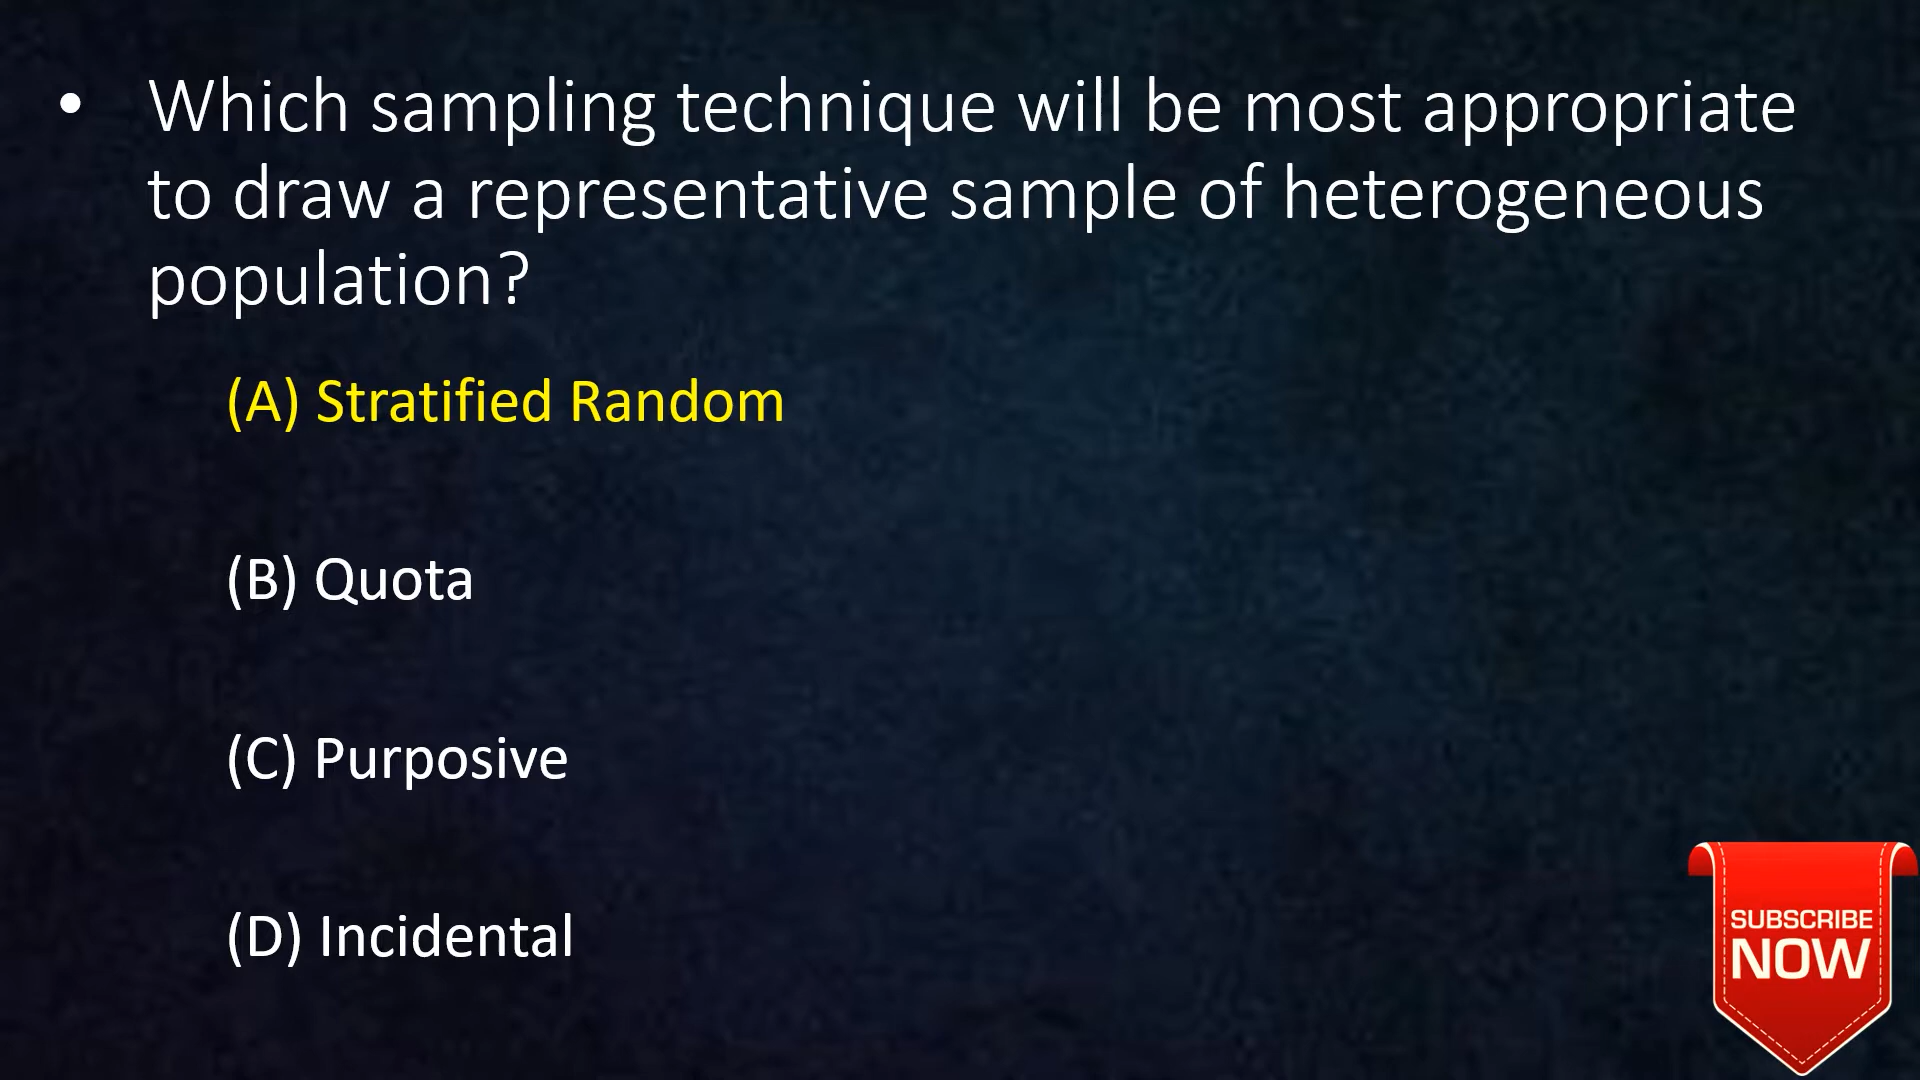 • Which sampling technique will be most appropriate
to draw a representative sample of heterogeneous
population?
(A) Stratified Random
(B) Quota
(C) Purposive
(D) Incidental
SUBSCRIBE
NOW